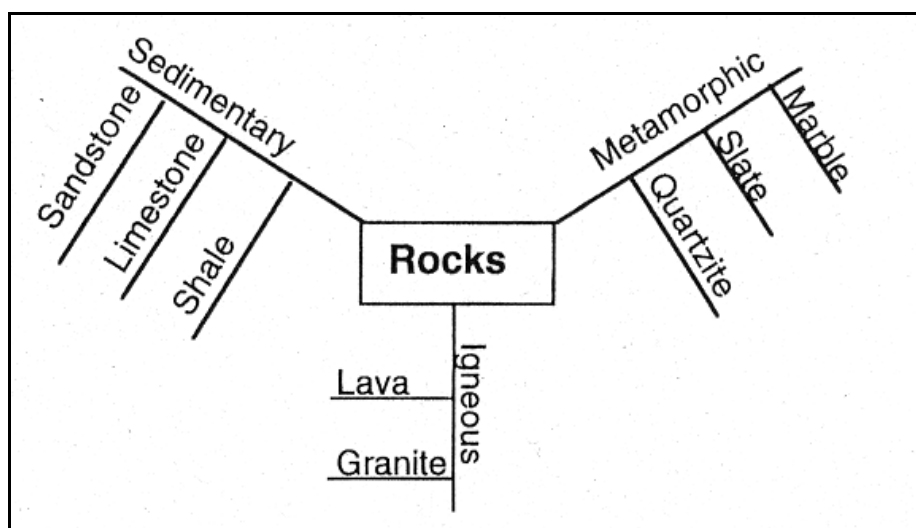 Sedimentary
Sandstone
Limestone
Shale
Metamorphic
Marble
Slate
Quartzite
Rocks
Igneous
Lava
Granite